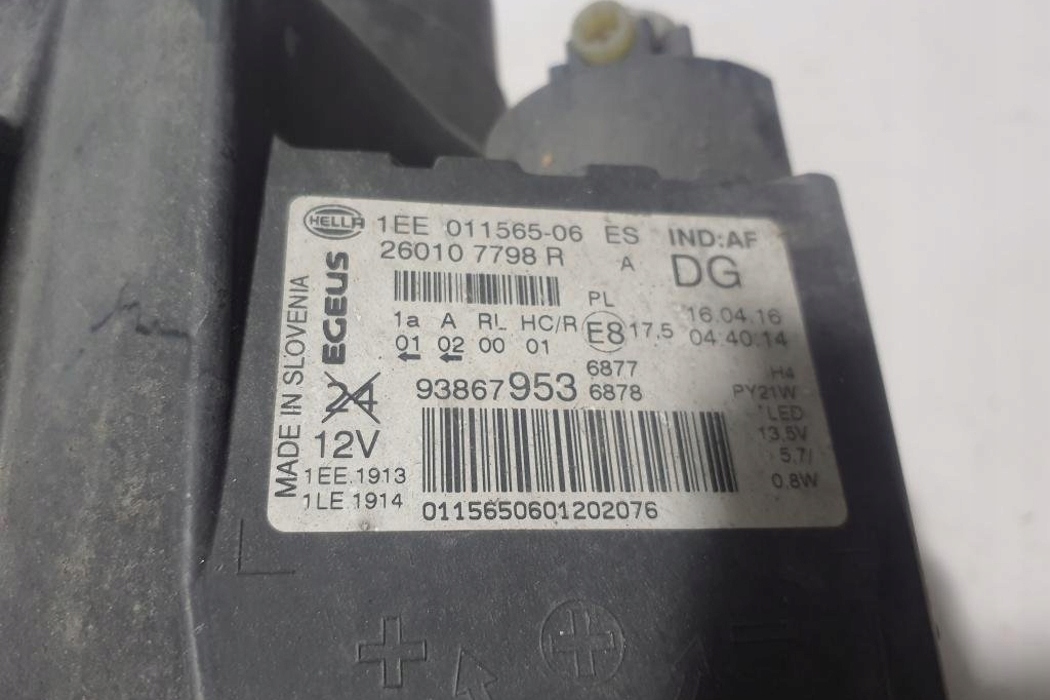 HELLA 1EE 011565-06 ES IND:AF
26010 7798 R A DG
PL
1a A RL HC/R E8 17,5 16.04.16
01 02 00 01 04:40:14
6877 H4
93867953 6878 PY21W
LED
13.5V
5.7/
0.8W
0115650601202076
MADE IN SLOVENIA
EGEUS
24
12V
1EE.1913
1LE 1914